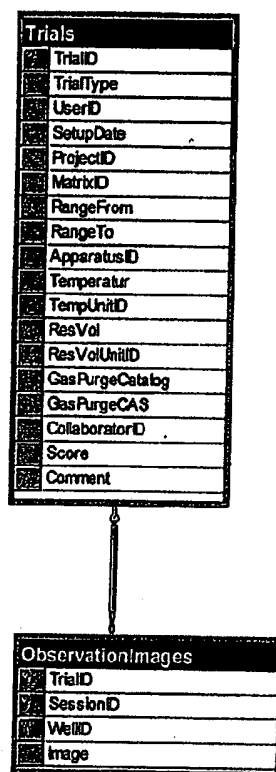 Trials
TrialID
TrialType
UserID
SetupDate
ProjectID
MatrixID
RangeFrom
RangeTo
ApparatusID
Temperatur
TempUnitID
ResVol
ResVolUnitID
GasPurgeCatalog
GasPurgeCAS
CollaboratorID
Score
Comment
ObservationImages
TrialID
SessionID
WellID
Image